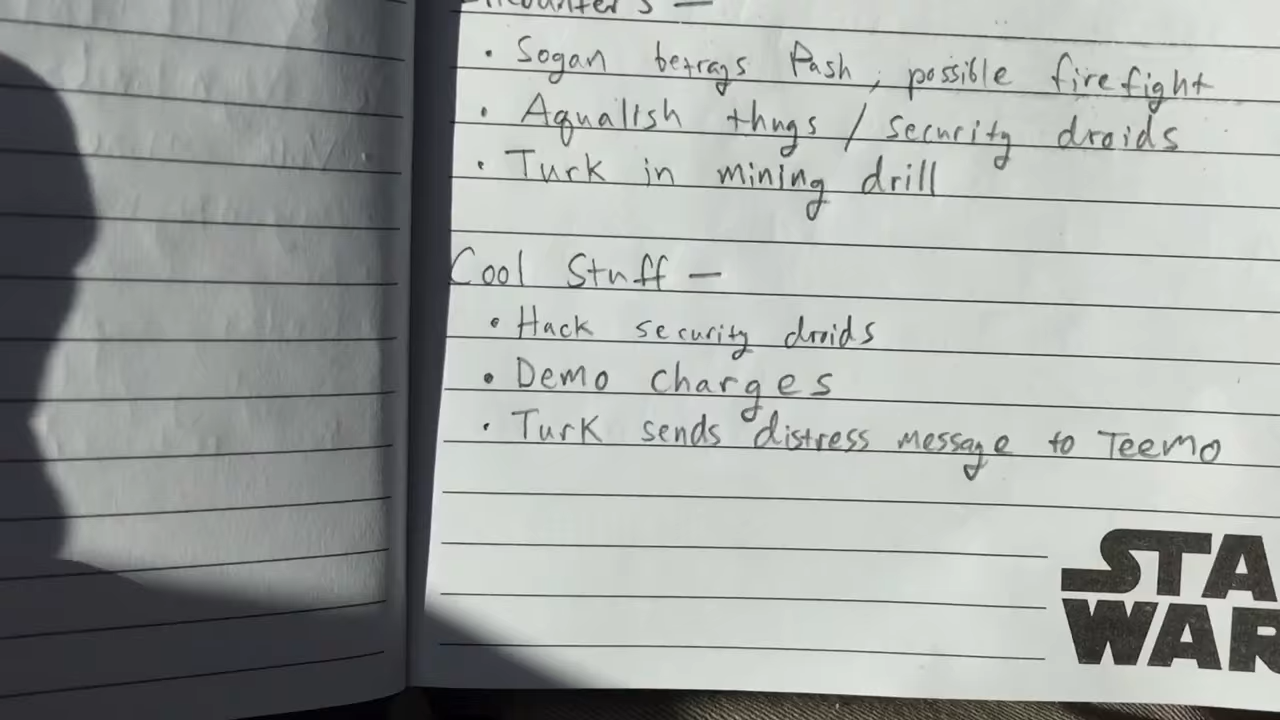 Encounters —
• Sogan betrays Pash, possible firefight
• Aqualish thugs / security droids
• Turk in mining drill
Cool Stuff —
• Hack security droids
• Demo charges
• Turk sends distress message to Teemo
STA
WAR